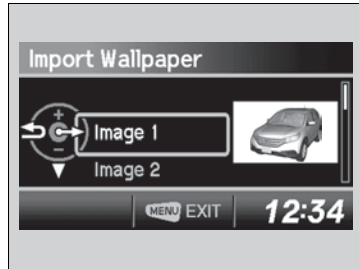 Import Wallpaper
+
Image 1
–
Image 2
MENU EXIT 12:34